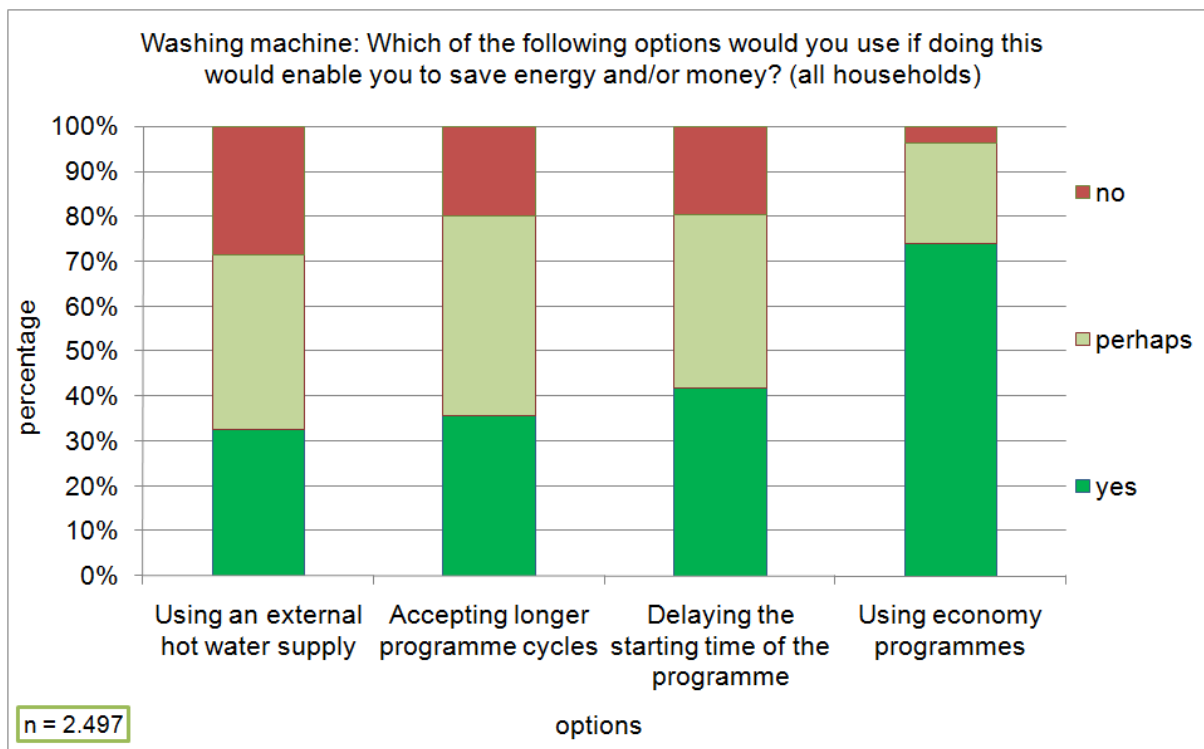 Washing machine: Which of the following options would you use if doing this
would enable you to save energy and/or money? (all households)
100%
90%
80%
70%
60%
50%
40%
30%
20%
10%
0%
percentage
no
perhaps
yes
Using an external
hot water supply
Accepting longer
programme cycles
Delaying the
starting time of the
programme
Using economy
programmes
n = 2.497
options